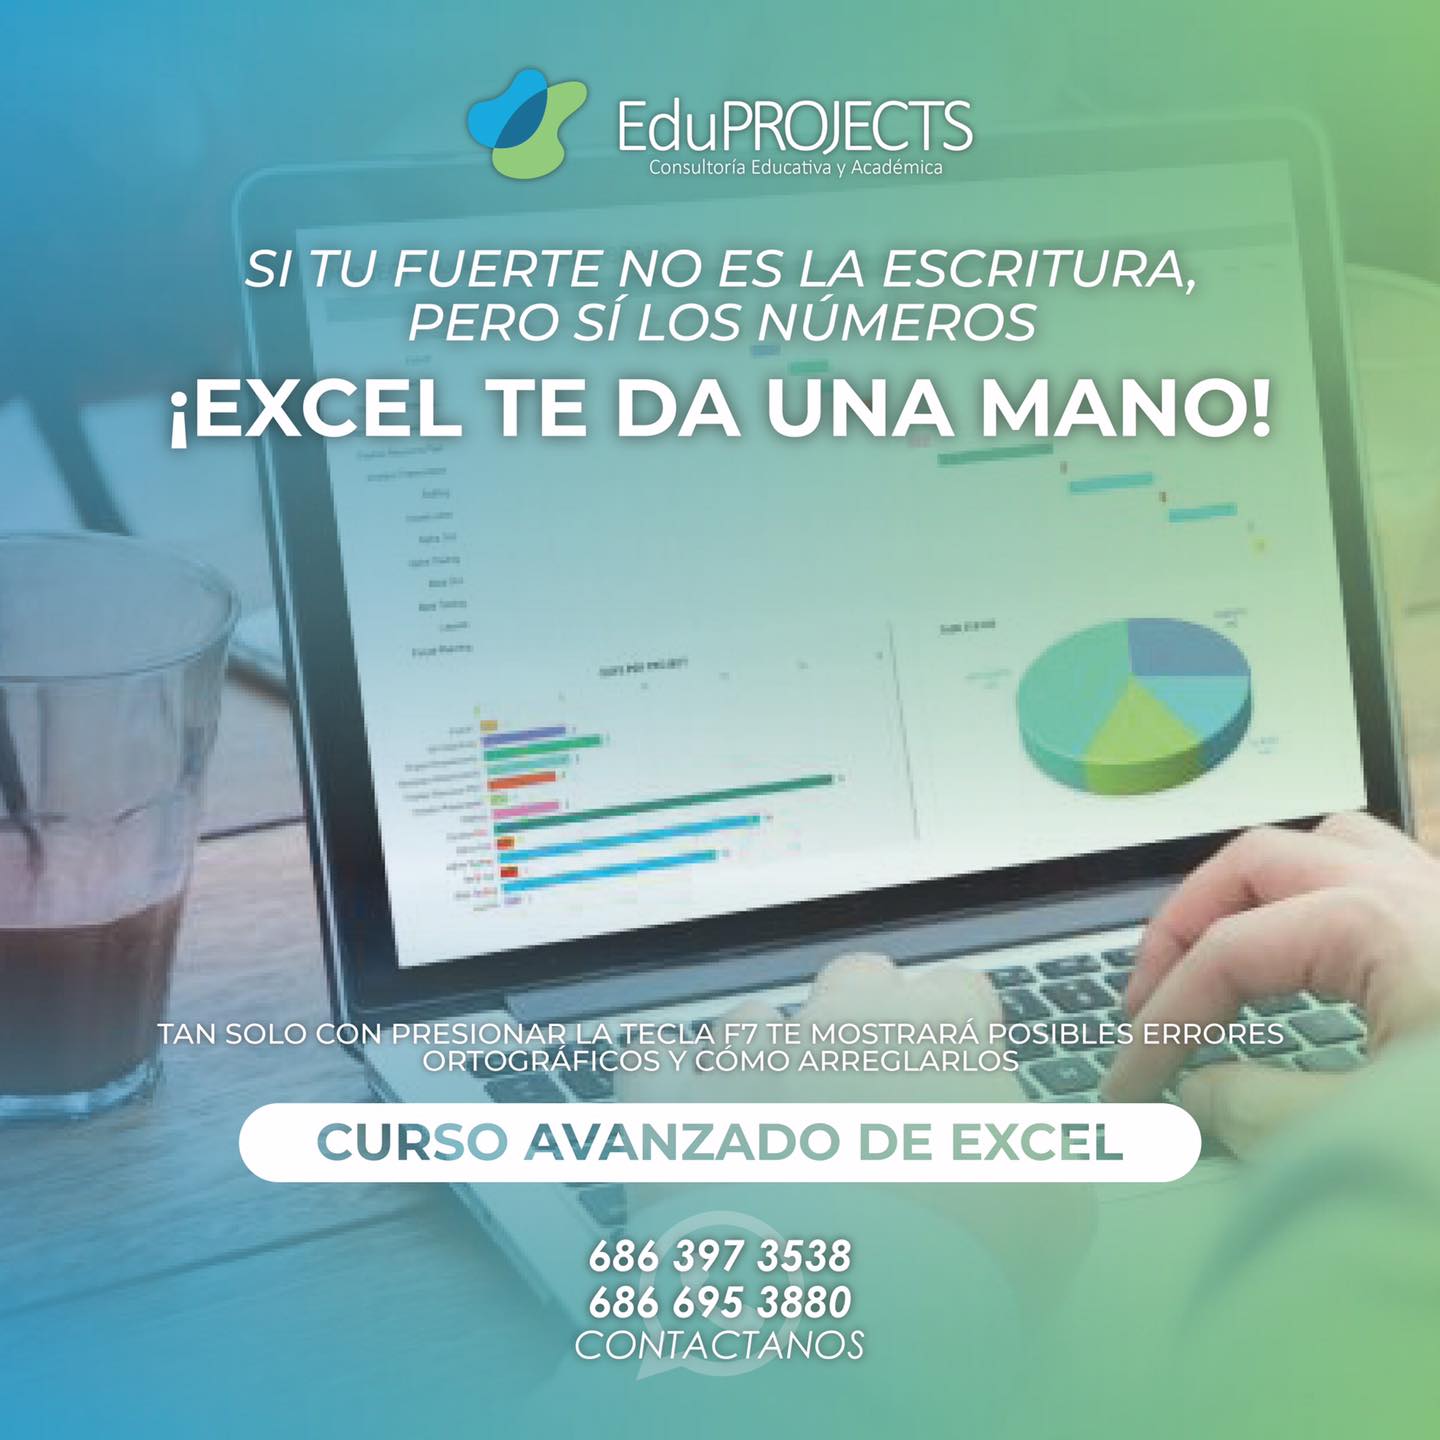 EduPROJECTS
Consultoría Educativa y Académica
SI TU FUERTE NO ES LA ESCRITURA,
PERO SÍ LOS NÚMEROS
¡EXCEL TE DA UNA MANO!
TAN SOLO CON PRESIONAR LA TECLA F7 TE MOSTRARÁ POSIBLES ERRORES
ORTOGRÁFICOS Y CÓMO ARREGLARLOS
CURSO AVANZADO DE EXCEL
686 397 3538
686 695 3880
CONTACTANOS